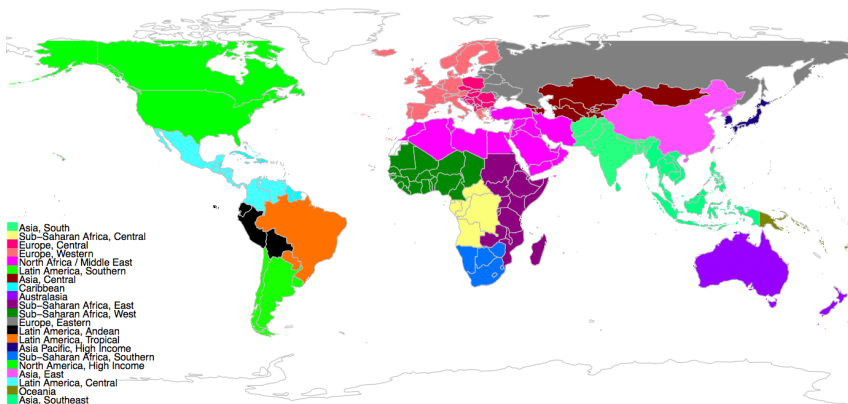 Asia, South
Sub−Saharan Africa, Central
Europe, Central
Europe, Western
North Africa / Middle East
Latin America, Southern
Asia, Central
Caribbean
Australasia
Sub−Saharan Africa, East
Sub−Saharan Africa, West
Europe, Eastern
Latin America, Andean
Latin America, Tropical
Asia Pacific, High Income
Sub−Saharan Africa, Southern
North America, High Income
Asia, East
Latin America, Central
Oceania
Asia, Southeast